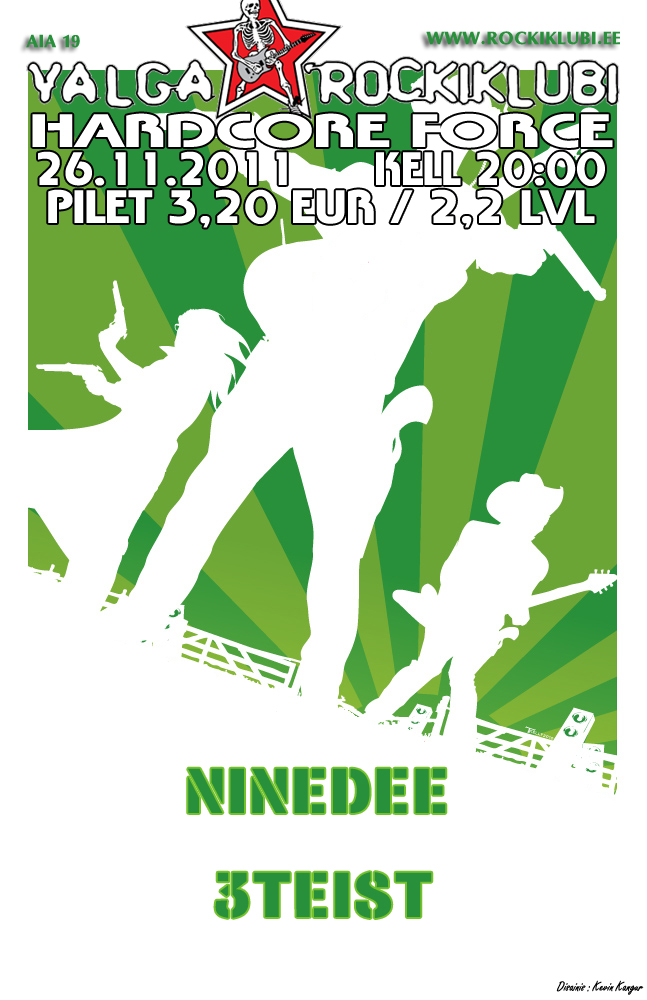 AIA 19
WWW.ROCKIKLUBI.EE
VALGA ROCKIKLUBI
HARDCORE FORCE
26.11.2011 KELL 20:00
PILET 3,20 EUR / 2,2 LVL
NINEDEE
3TEIST
Disainis : Kevin Kangur